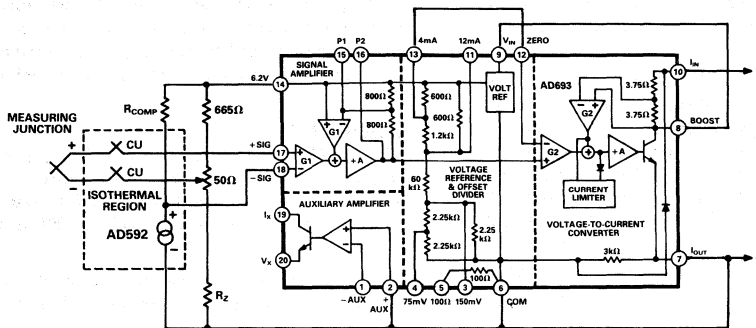 P1 P2 4mA 12mA VIN ZERO
15 16 13 11 9 12
SIGNAL
AMPLIFIER
6.2V 14
800Ω
800Ω
600Ω
600Ω
1.2kΩ
VOLT
REF
AD693
3.75Ω
3.75Ω
10 IIN
8 BOOST
RCOMP
665Ω
MEASURING
JUNCTION
+
-
CU
CU
ISOTHERMAL
REGION
AD592
+
-
50Ω
RZ
+SIG 17
-SIG 18
G1
G1
+A
G2
G2
+A
CURRENT
LIMITER
60
kΩ
VOLTAGE
REFERENCE
& OFFSET
DIVIDER
AUXILIARY AMPLIFIER
IX 19
VX 20
2.25kΩ
2.25kΩ
2.25
kΩ
100Ω
VOLTAGE-TO-CURRENT
CONVERTER
3kΩ
7 IOUT
1 2 4 5 3 6
-AUX + AUX 75mV 100Ω 150mV COM